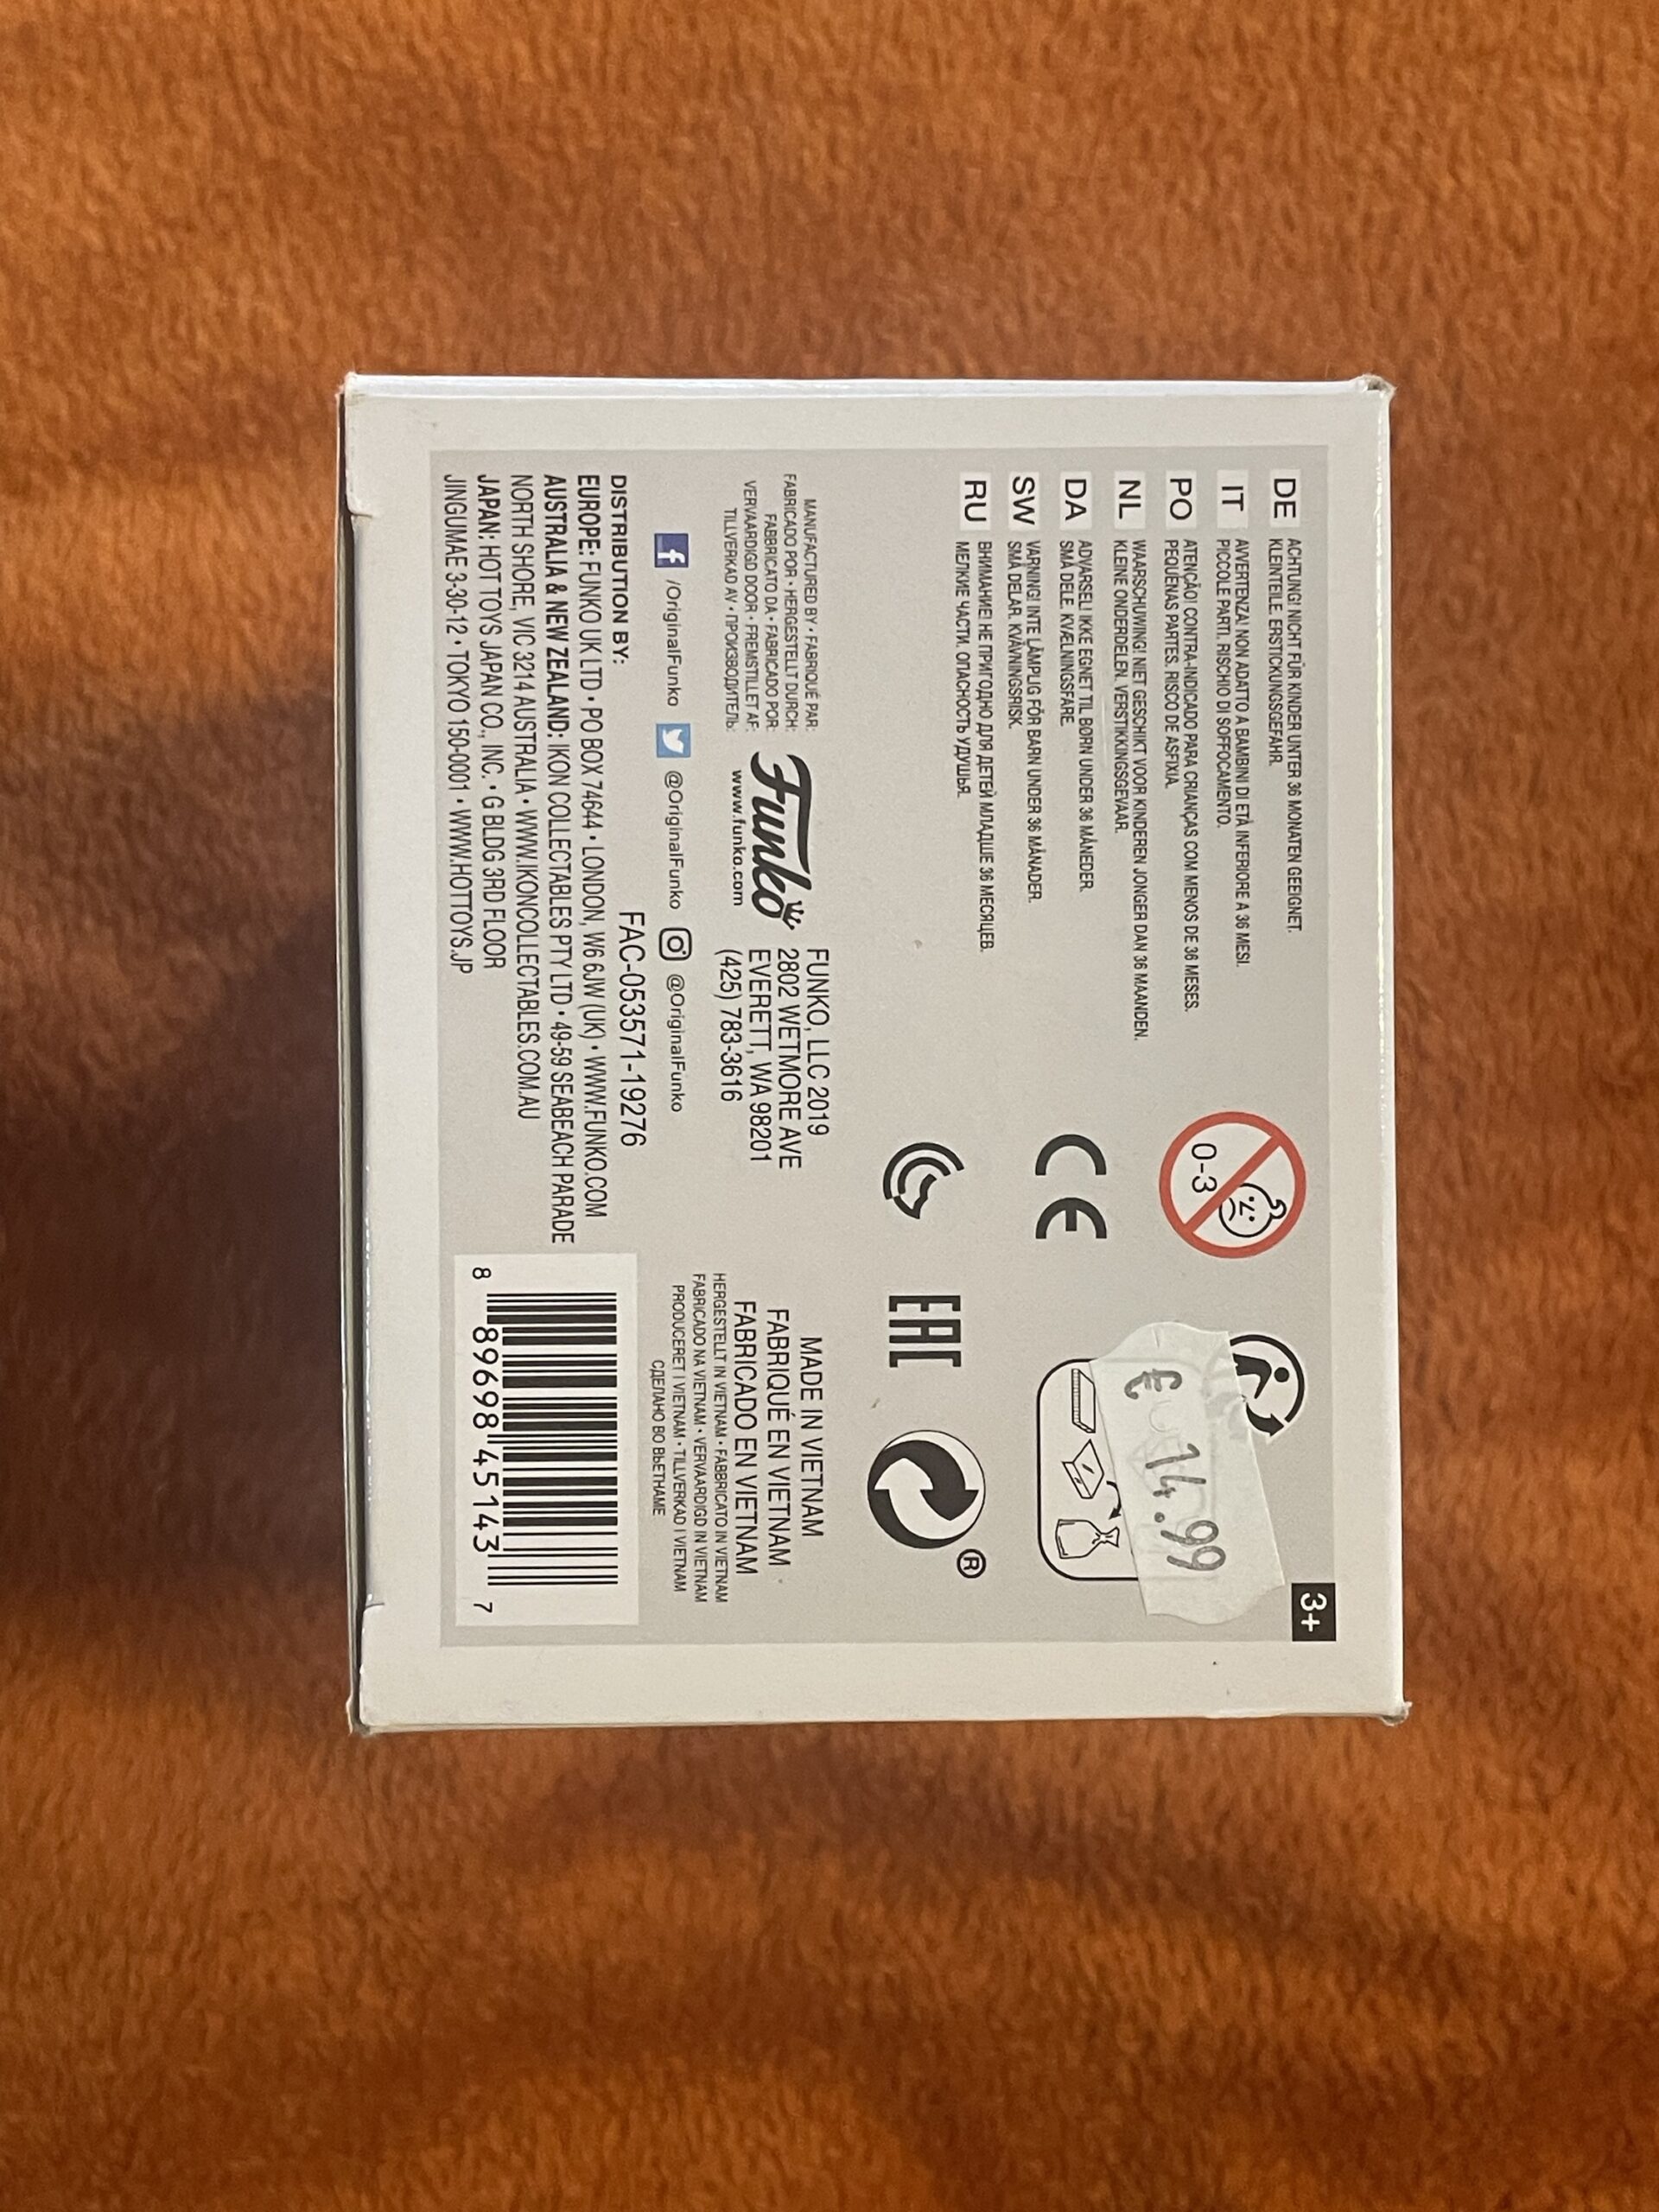 3+
DE
ACHTUNG! NICHT FÜR KINDER UNTER 36 MONATEN GEEIGNET.
KLEINTEILE. ERSTICKUNGSGEFAHR.
IT
AVVERTENZA! NON ADATTO A BAMBINI DI ETÀ INFERIORE A 36 MESI.
PICCOLE PARTI. RISCHIO DI SOFFOCAMENTO.
PO
ATENÇÃO! CONTRA-INDICADO PARA CRIANÇAS COM MENOS DE 36 MESES.
PEQUENAS PARTES. RISCO DE ASFIXIA.
NL
WAARSCHUWING! NIET GESCHIKT VOOR KINDEREN JONGER DAN 36 MAANDEN.
KLEINE ONDERDELEN. VERSTIKKINGSGEVAAR.
DA
ADVARSEL! IKKE EGNET TIL BØRN UNDER 36 MÅNEDER.
SMÅ DELE. KVÆLNINGSFARE.
SW
VARNING! INTE LÄMPLIG FÖR BARN UNDER 36 MÅNADER.
SMÅ DELAR. KVÄVNINGSRISK.
RU
ВНИМАНИЕ! НЕ ПРИГОДНО ДЛЯ ДЕТЕЙ МЛАДШЕ 36 МЕСЯЦЕВ.
МЕЛКИЕ ЧАСТИ. ОПАСНОСТЬ УДУШЬЯ.
0-3
€ 14.99
CE
EAC
®
MANUFACTURED BY • FABRIQUÉ PAR:
FABRICADO POR • HERGESTELLT DURCH:
FABBRICATO DA • FABRICADO POR:
VERVAARDIGD DOOR • FREMSTILLET AF:
TILLVERKAD AV • ПРОИЗВОДИТЕЛЬ:
Funko
www.funko.com
FUNKO, LLC 2019
2802 WETMORE AVE
EVERETT, WA 98201
(425) 783-3616
MADE IN VIETNAM
FABRIQUÉ EN VIETNAM
FABRICADO EN VIETNAM
HERGESTELLT IN VIETNAM • FABBRICATO IN VIETNAM
FABRICADO NA VIETNAM • VERVAARDIGD IN VIETNAM
PRODUCERET I VIETNAM • TILLVERKAD I VIETNAM
СДЕЛАНО ВО ВЬЕТНАМЕ
/OriginalFunko @OriginalFunko @OriginalFunko
FAC-053571-19276
DISTRIBUTION BY:
EUROPE: FUNKO UK LTD • PO BOX 74644 • LONDON, W6 6JW (UK) • WWW.FUNKO.COM
AUSTRALIA & NEW ZEALAND: IKON COLLECTABLES PTY LTD • 49-59 SEABEACH PARADE
NORTH SHORE, VIC 3214 AUSTRALIA • WWW.IKONCOLLECTABLES.COM.AU
JAPAN: HOT TOYS JAPAN CO., INC. • G BLDG 3RD FLOOR
JINGUMAE 3-30-12 • TOKYO 150-0001 • WWW.HOTTOYS.JP
8 89698 45143 7